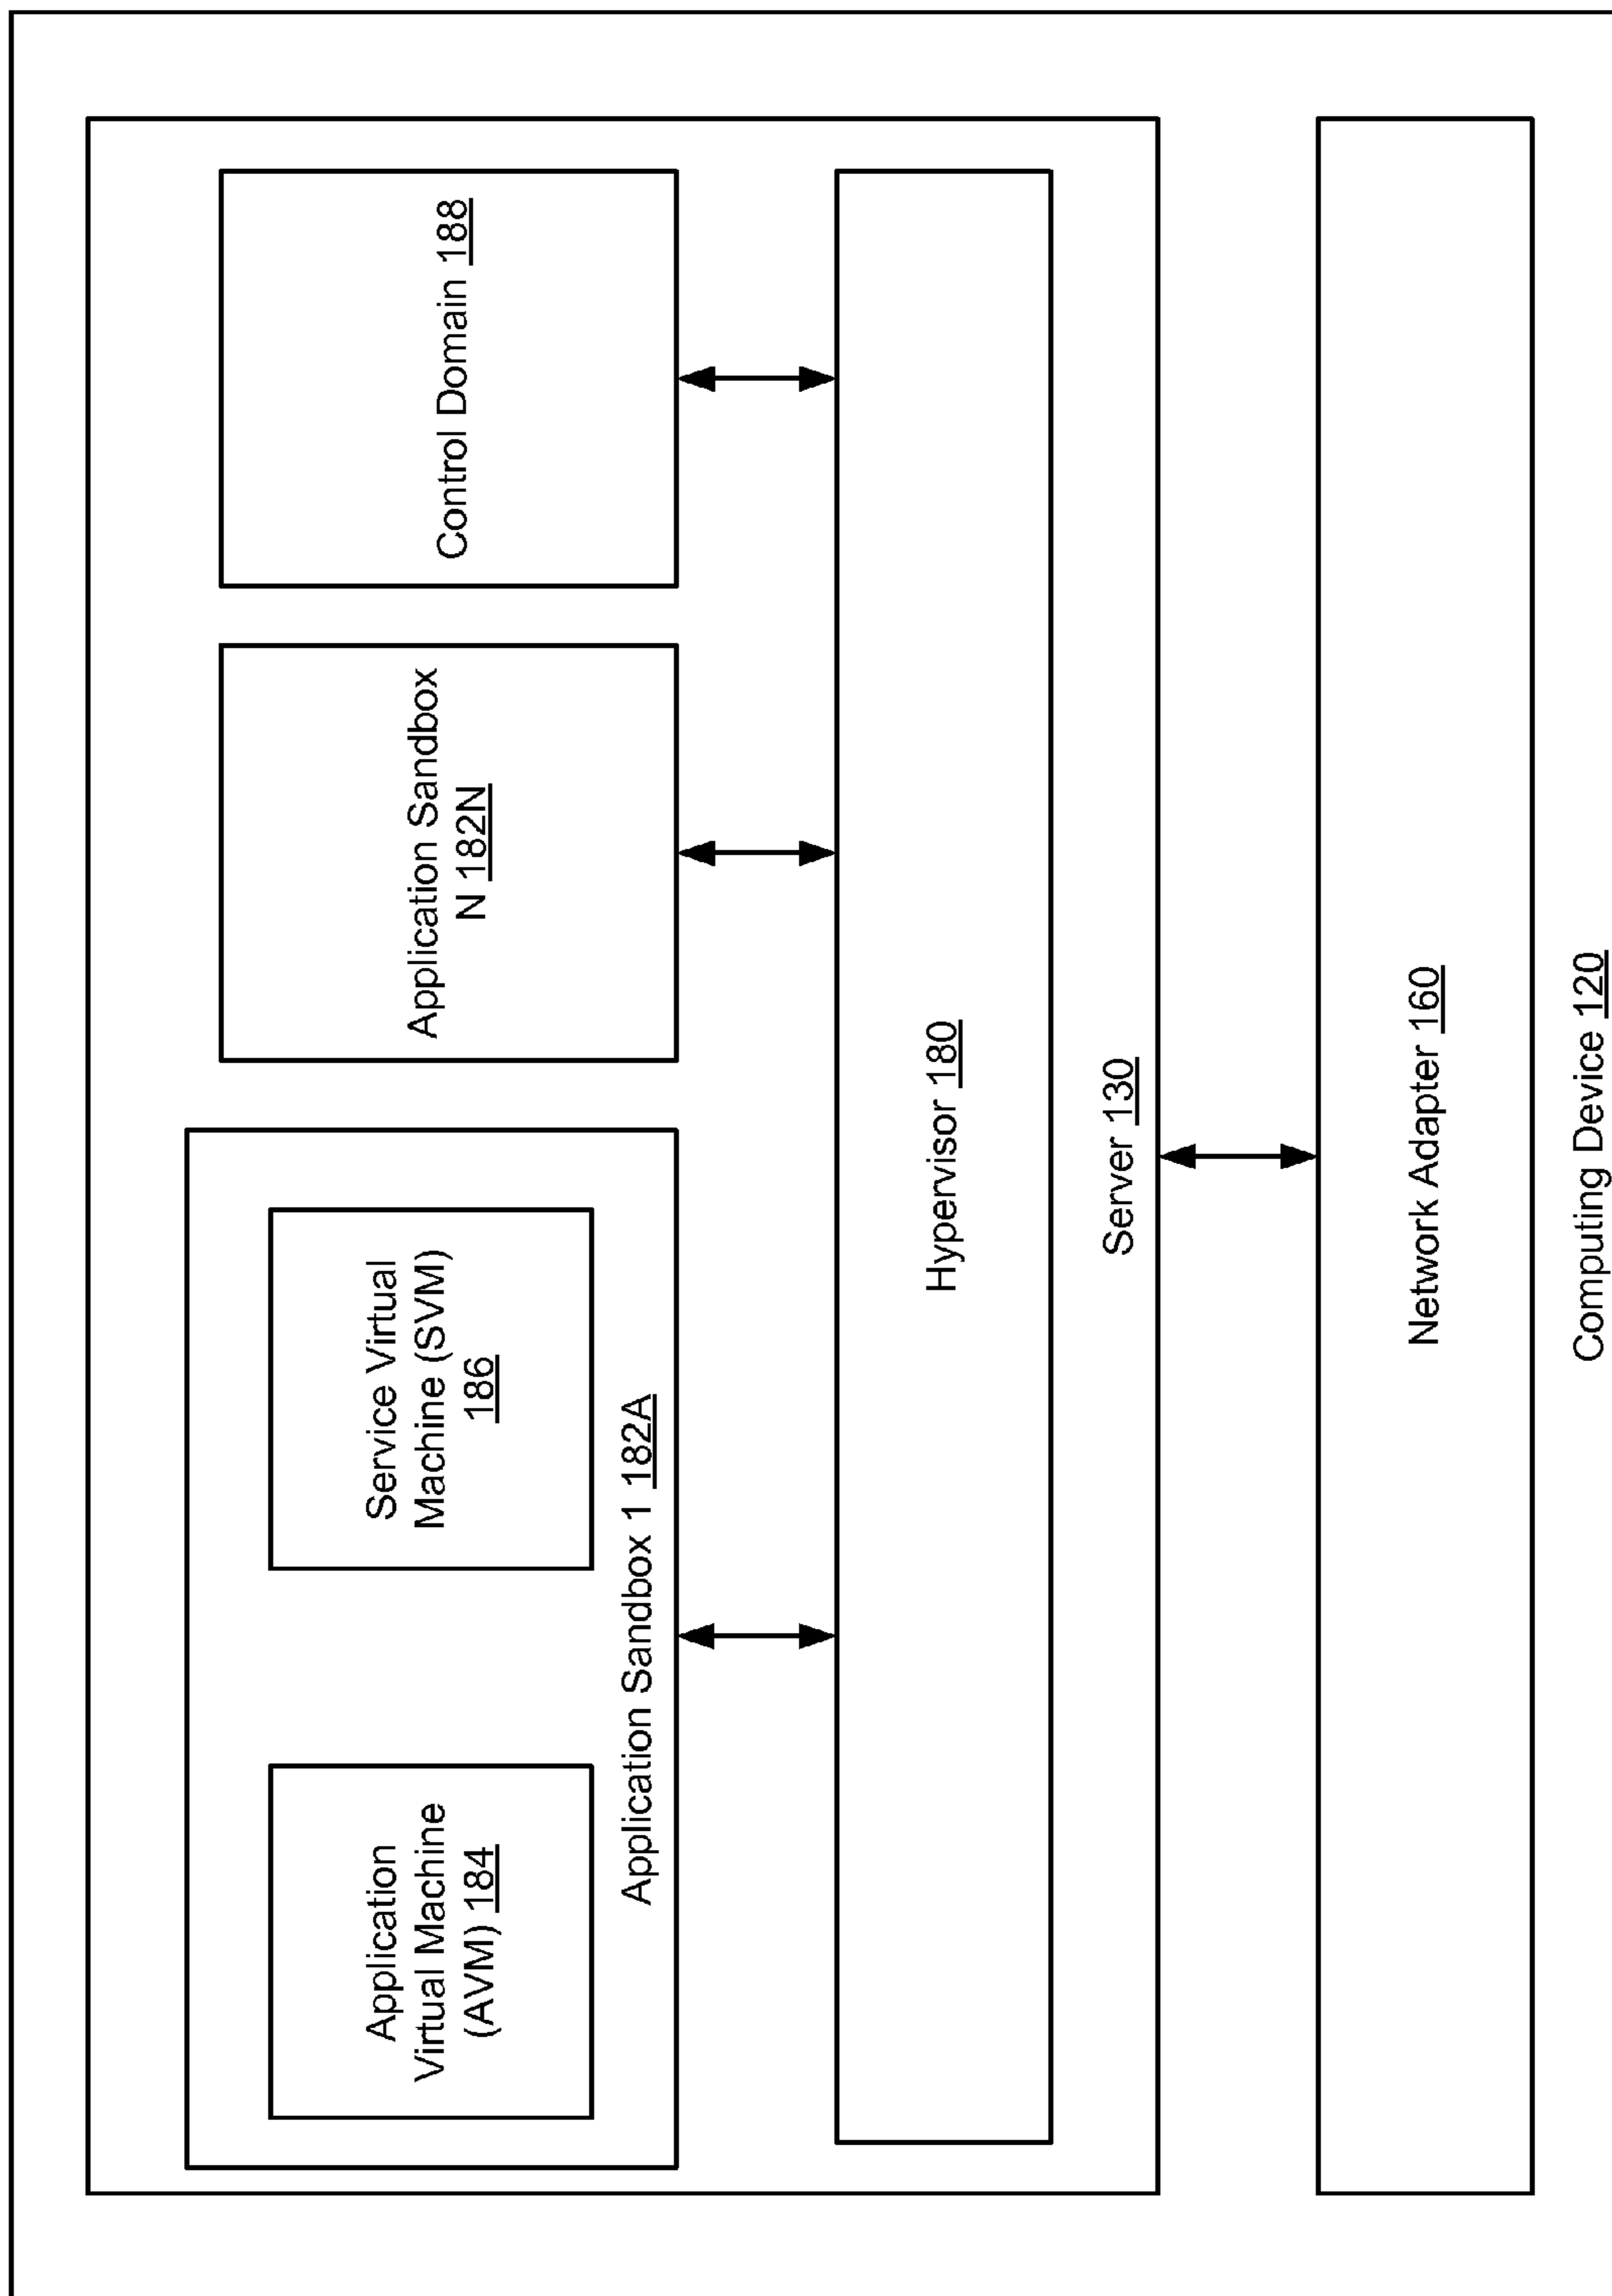 Application
Virtual Machine
(AVM) 184
Service Virtual
Machine (SVM)
186
Application Sandbox 1 182A
Application Sandbox
N 182N
Control Domain 188
Hypervisor 180
Server 130
Network Adapter 160
Computing Device 120